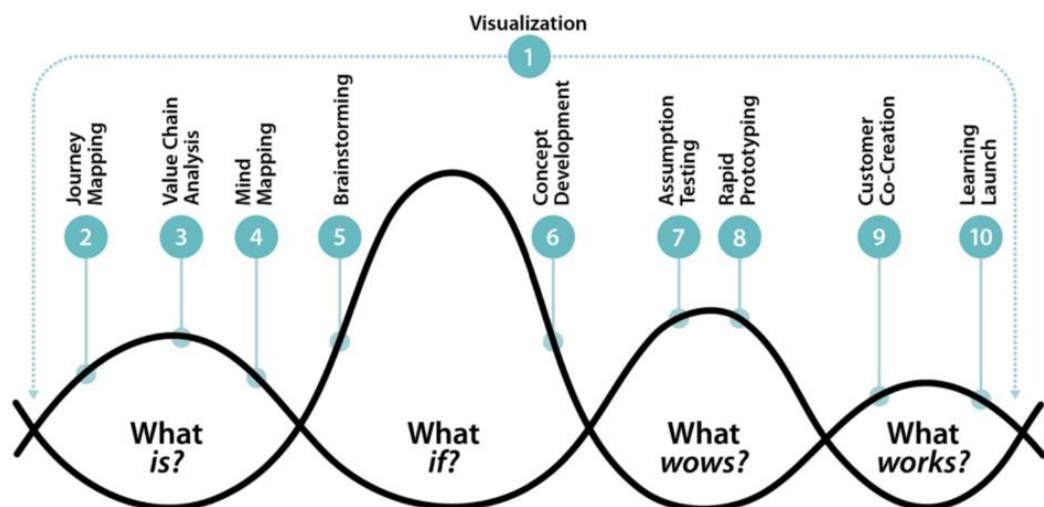 Visualization
1
Journey
Mapping
2
Value Chain
Analysis
3
Mind
Mapping
4
Brainstorming
5
Concept
Development
6
Assumption
Testing
7
Rapid
Prototyping
8
Customer
Co-Creation
9
Learning
Launch
10
What
is?
What
if?
What
wows?
What
works?